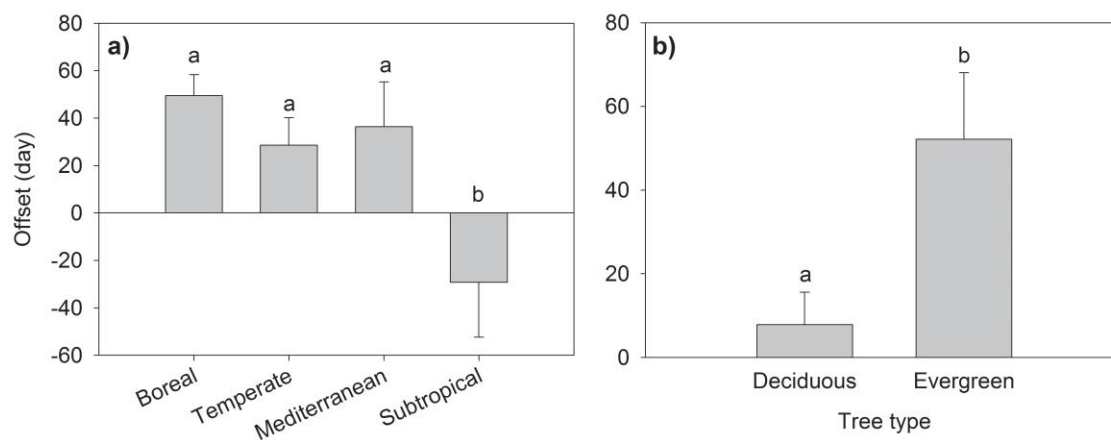 a)
Offset (day)
80
60
40
20
0
-20
-40
-60
a
a
a
b
Boreal
Temperate
Mediterranean
Subtropical
b)
80
60
40
20
0
a
b
Deciduous
Evergreen
Tree type